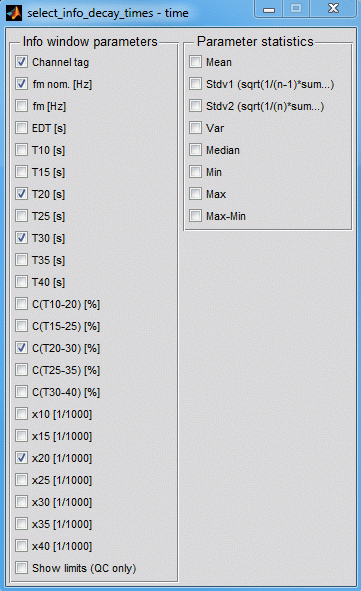 select_info_decay_times - time
Info window parameters
Channel tag
fm nom. [Hz]
fm [Hz]
EDT [s]
T10 [s]
T15 [s]
T20 [s]
T25 [s]
T30 [s]
T35 [s]
T40 [s]
C(T10-20) [%]
C(T15-25) [%]
C(T20-30) [%]
C(T25-35) [%]
C(T30-40) [%]
x10 [1/1000]
x15 [1/1000]
x20 [1/1000]
x25 [1/1000]
x30 [1/1000]
x35 [1/1000]
x40 [1/1000]
Show limits (QC only)
Parameter statistics
Mean
Stdv1 (sqrt(1/(n-1)*sum...)
Stdv2 (sqrt(1/(n)*sum...)
Var
Median
Min
Max
Max-Min